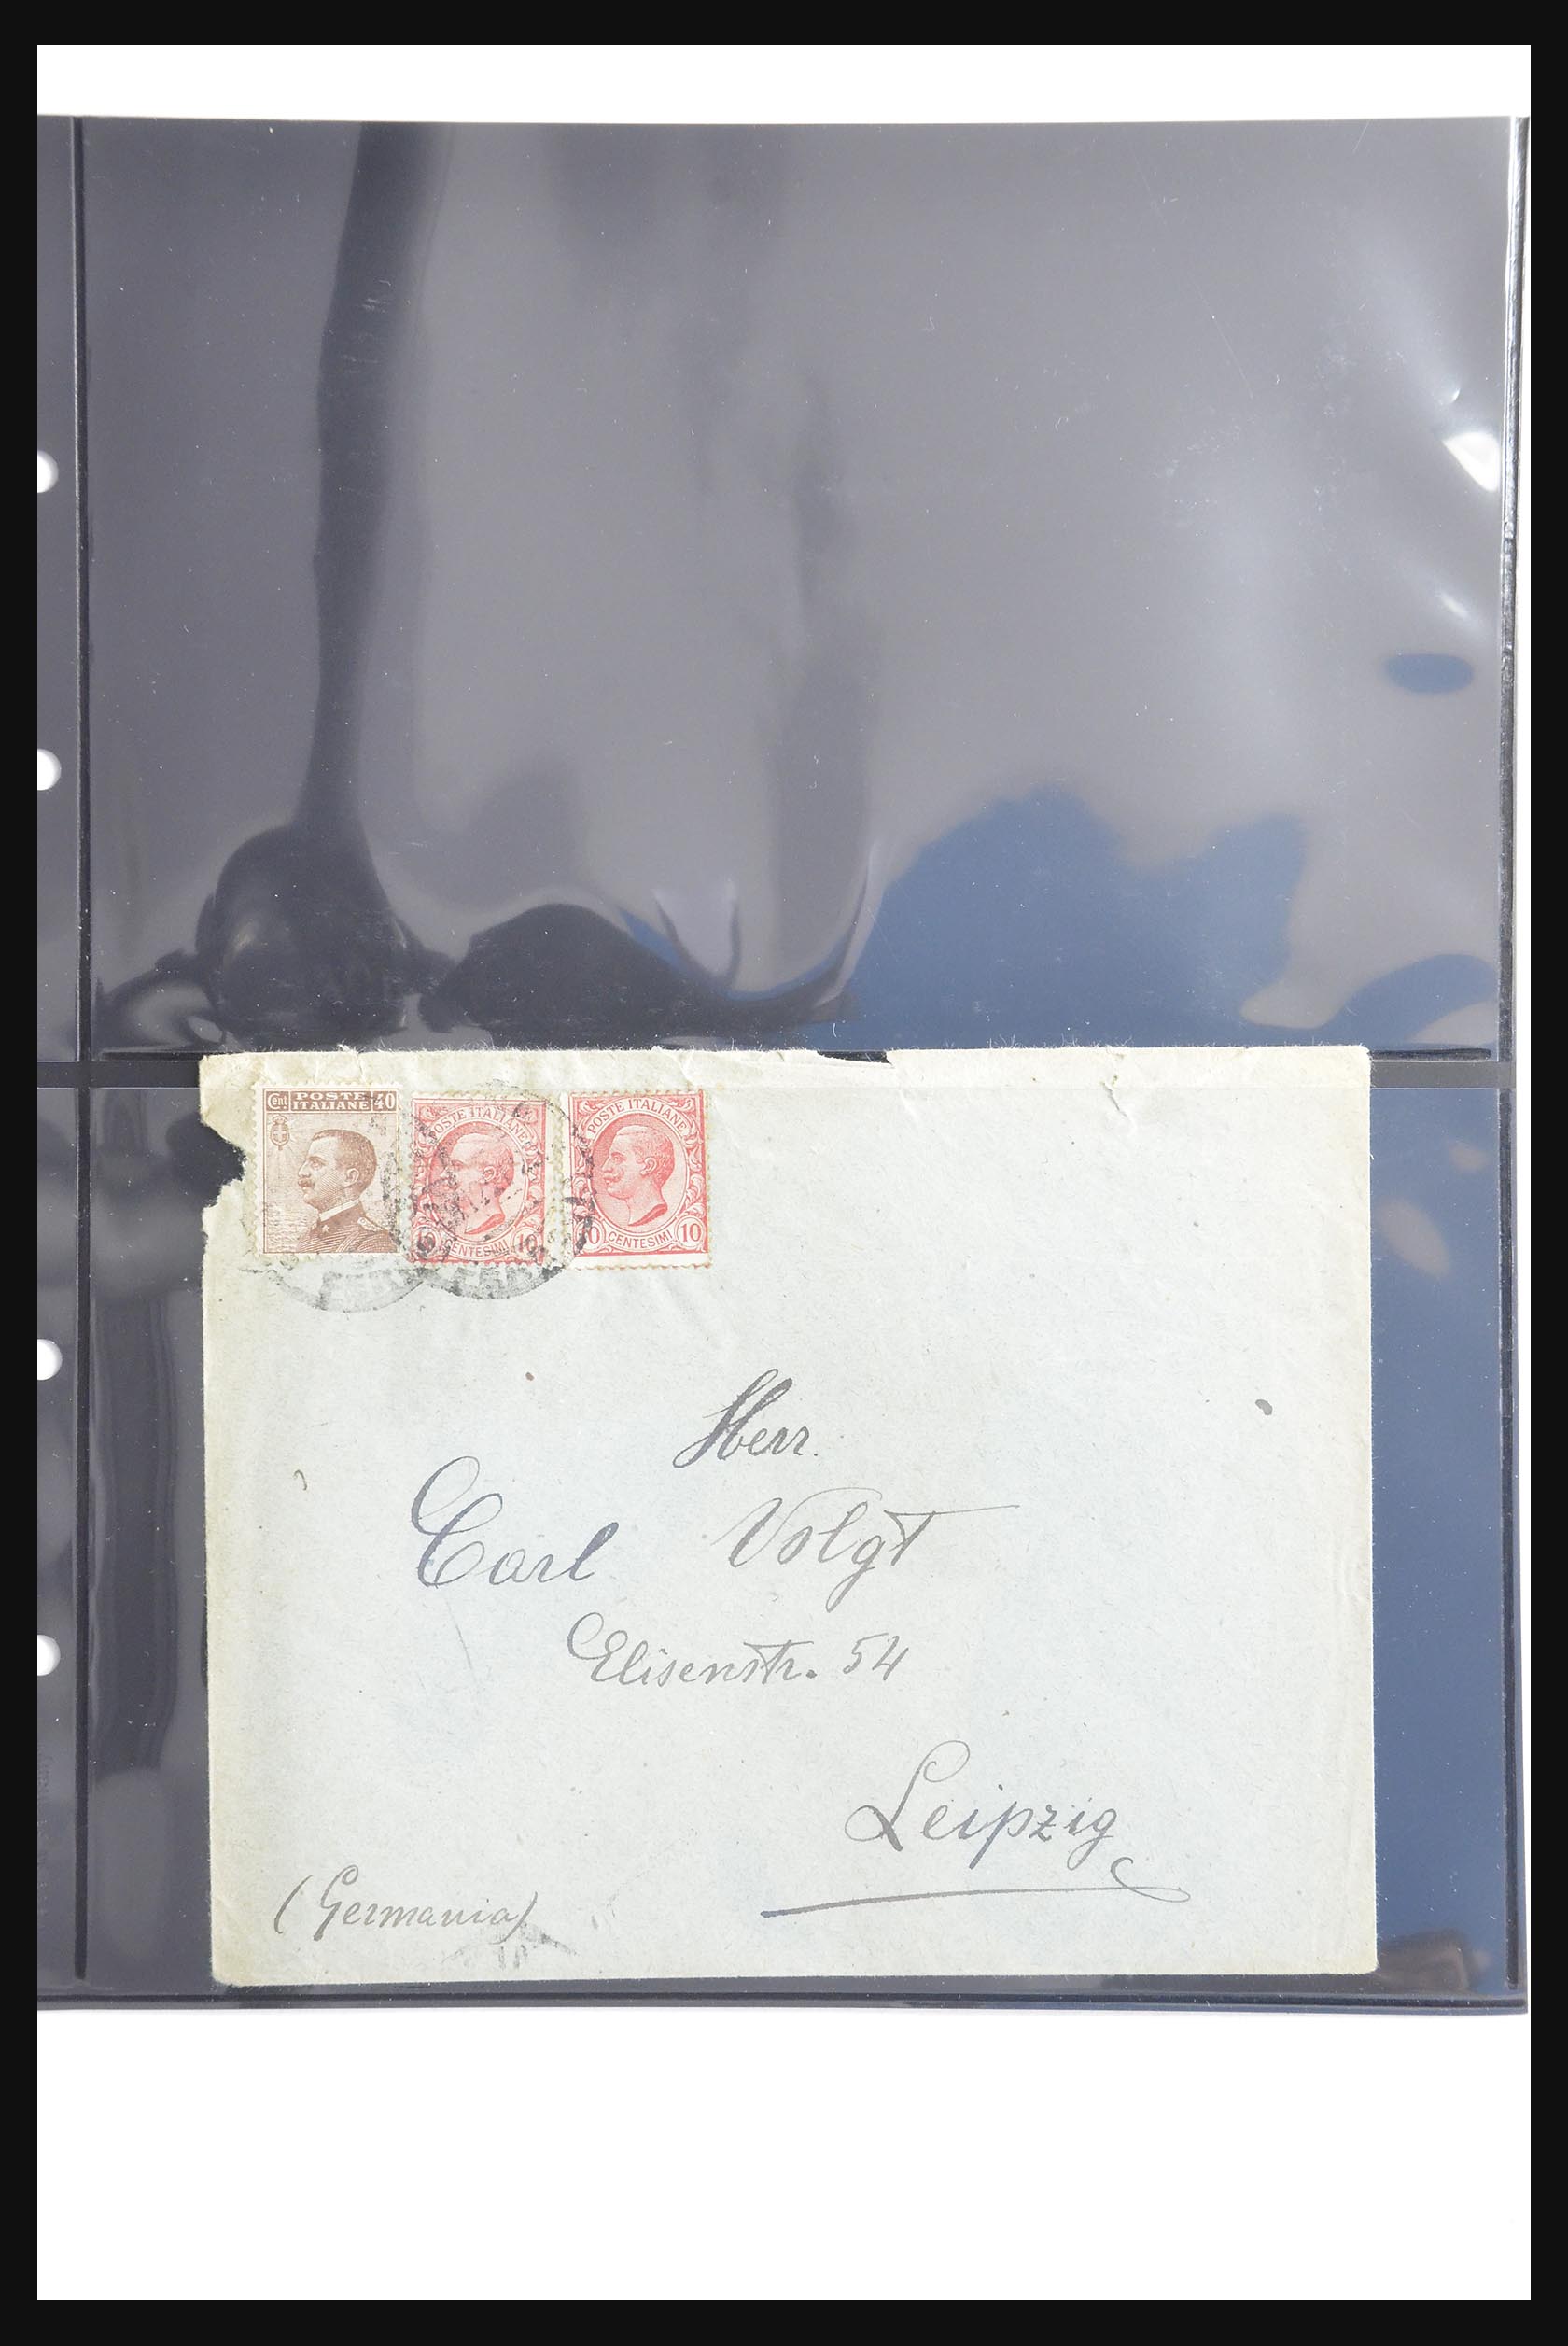 Cent POSTE ITALIANE 40
POSTE ITALIANE
10 CENTESIMI 10
POSTE ITALIANE
10 CENTESIMI 10
Herr.
Carl Volgt
Elisenstr. 54
Leipzig
(Germania)